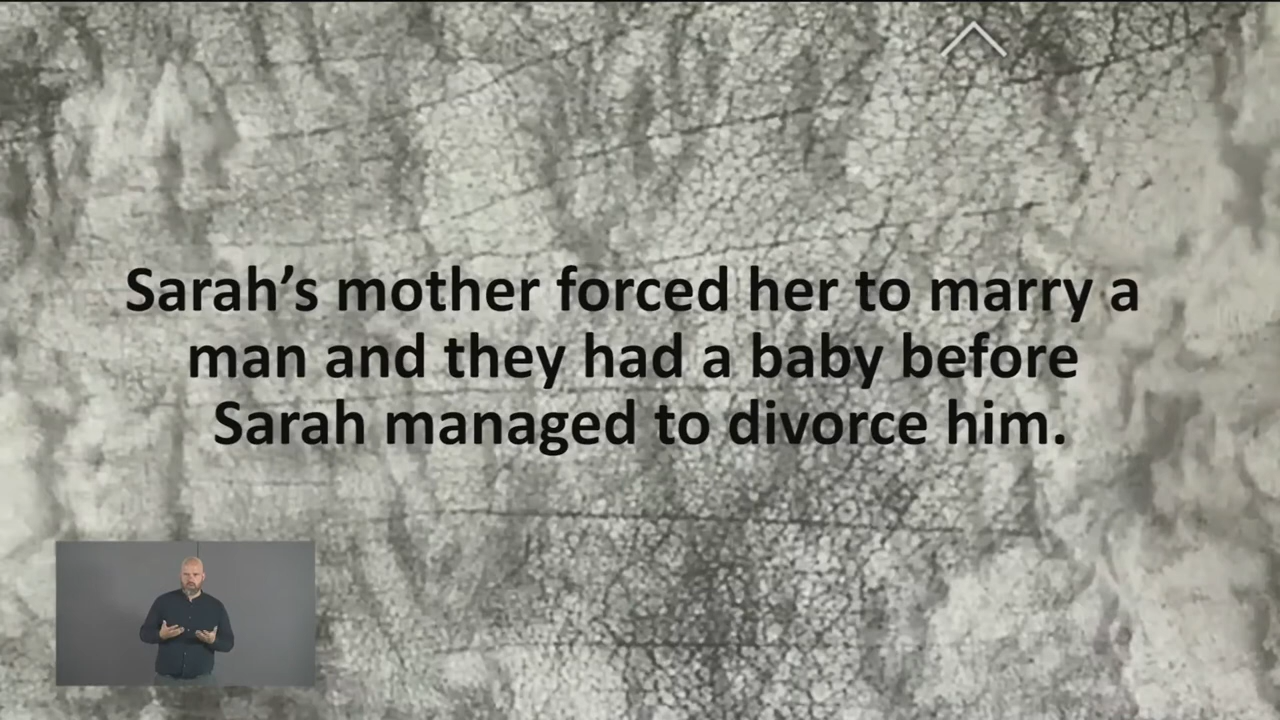 Sarah’s mother forced her to marry a
man and they had a baby before
Sarah managed to divorce him.